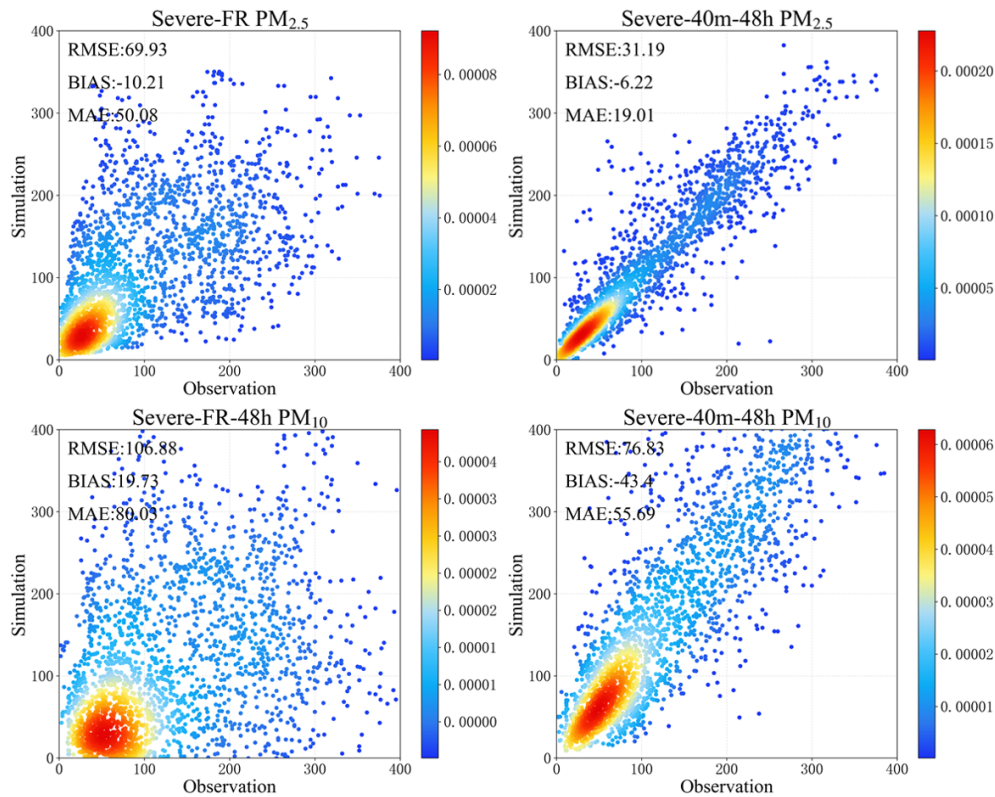 Severe-FR PM2.5
RMSE:69.93
BIAS:-10.21
MAE:50.08
400
300
200
100
0
Simulation
0 100 200 300 400
Observation
0.00008
0.00006
0.00004
0.00002
Severe-40m-48h PM2.5
RMSE:31.19
BIAS:-6.22
MAE:19.01
400
300
200
100
0
Simulation
0 100 200 300 400
Observation
0.00020
0.00015
0.00010
0.00005
Severe-FR-48h PM10
RMSE:106.88
BIAS:19.73
MAE:80.03
400
300
200
100
0
Simulation
0 100 200 300 400
Observation
0.00004
0.00003
0.00003
0.00002
0.00002
0.00001
0.00001
0.00000
Severe-40m-48h PM10
RMSE:76.83
BIAS:-43.4
MAE:55.69
400
300
200
100
0
Simulation
0 100 200 300 400
Observation
0.00006
0.00005
0.00004
0.00003
0.00002
0.00001